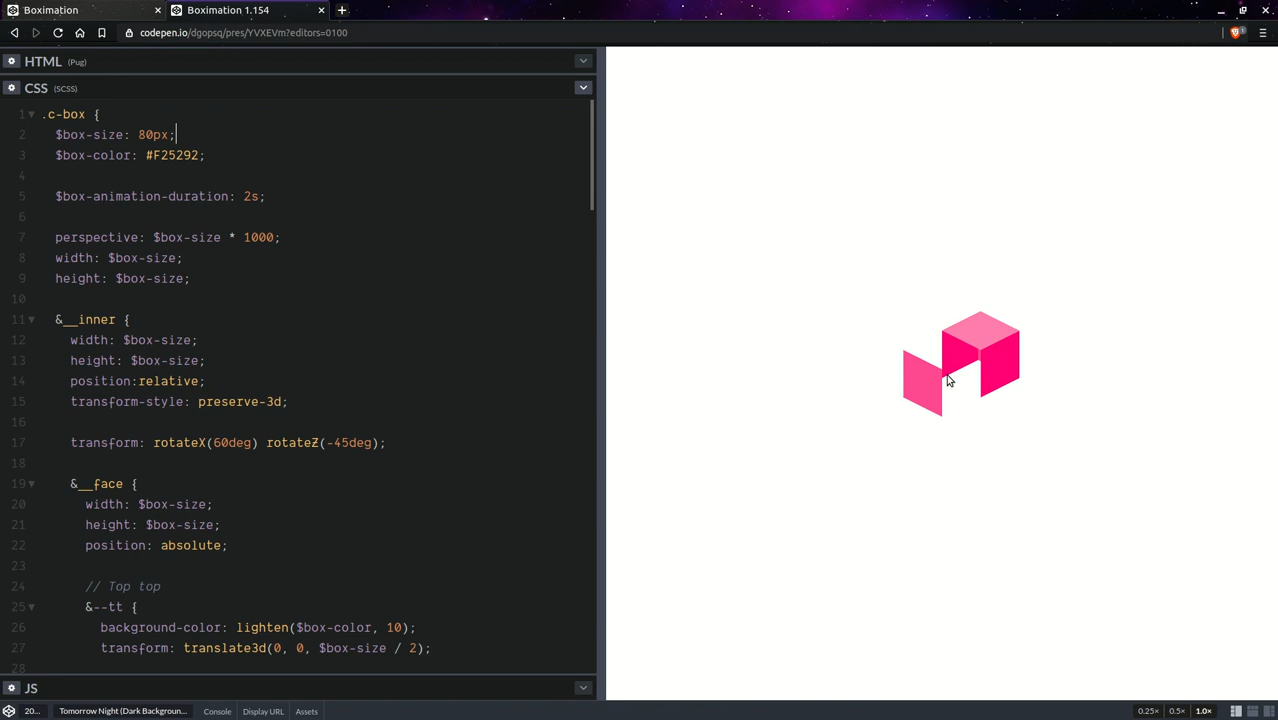 Boximation
Boximation 1.154
codepen.io/dgopsq/pres/YVXEVm?editors=0100
HTML (Pug)
CSS (SCSS)
1 .c-box {
2 $box-size: 80px;
3 $box-color: #F25292;
4
5 $box-animation-duration: 2s;
6
7 perspective: $box-size * 1000;
8 width: $box-size;
9 height: $box-size;
10
11 &__inner {
12 width: $box-size;
13 height: $box-size;
14 position:relative;
15 transform-style: preserve-3d;
16
17 transform: rotateX(60deg) rotateZ(-45deg);
18
19 &__face {
20 width: $box-size;
21 height: $box-size;
22 position: absolute;
23
24 // Top top
25 &--tt {
26 background-color: lighten($box-color, 10);
27 transform: translate3d(0, 0, $box-size / 2);
28
JS
20... Tomorrow Night (Dark Backgroun... Console Display URL Assets 0.25× 0.5× 1.0×